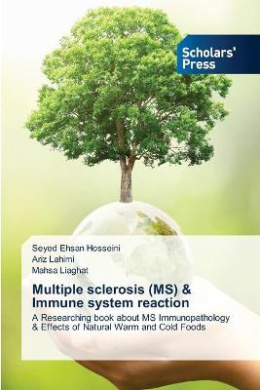 Scholars'
Press
Seyed Ehsan Hosseini
Ariz Lahimi
Mahsa Liaghat
Multiple sclerosis (MS) &
Immune system reaction
A Researching book about MS Immunopathology
& Effects of Natural Warm and Cold Foods